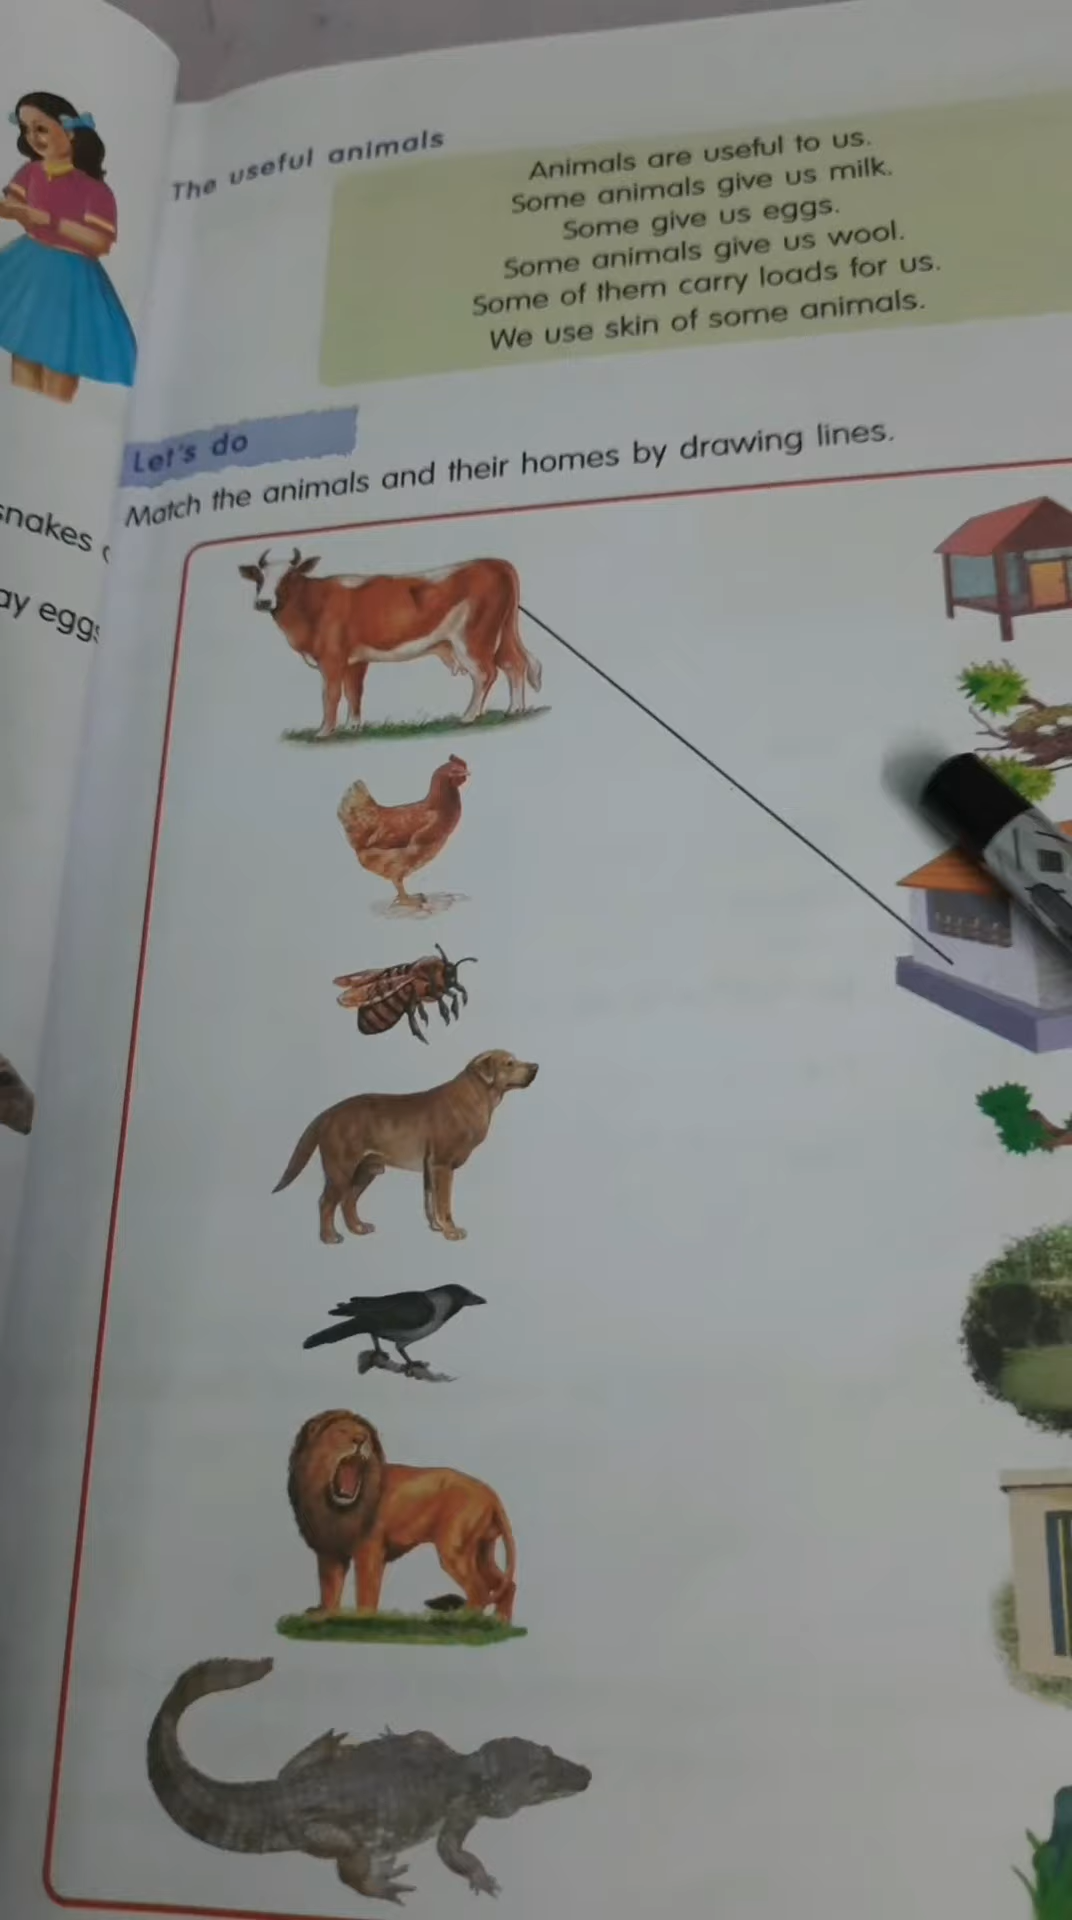 The useful animals
Animals are useful to us.
Some animals give us milk.
Some give us eggs.
Some animals give us wool.
Some of them carry loads for us.
We use skin of some animals.
Let's do
Match the animals and their homes by drawing lines.
snakes
eggs